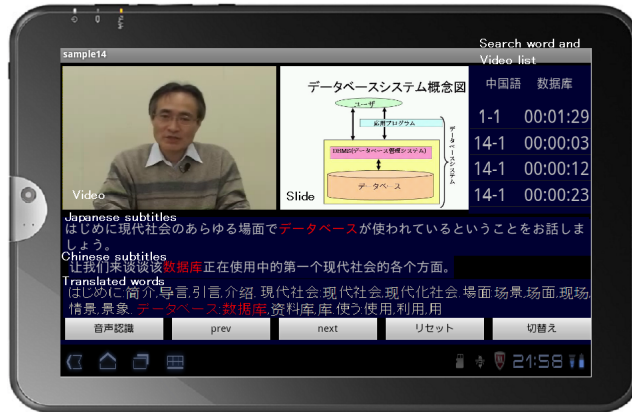 Search word and
Video list
sample14
データベースシステム概念図
ユーザ
応用プログラム
DBMS(データベース管理システム)
データベース
データベースシステム
中国語 数据库
1-1 00:01:29
14-1 00:00:03
14-1 00:00:12
14-1 00:00:23
Video
Slide
Japanese subtitles
はじめに現代社会のあらゆる場面でデータベースが使われているということをお話しま
しょう。
Chinese subtitles
让我们来谈谈该数据库正在使用中的第一个现代社会的各个方面。
Translated words
はじめに:简介,导言,引言,介绍. 現代社会:现代社会,现代化社会.場面:场景,场面,现场,
情景,景象. データベース:数据库,资料库,库.使う:使用,利用,用
音声認識 prev next リセット 切替え
21:58